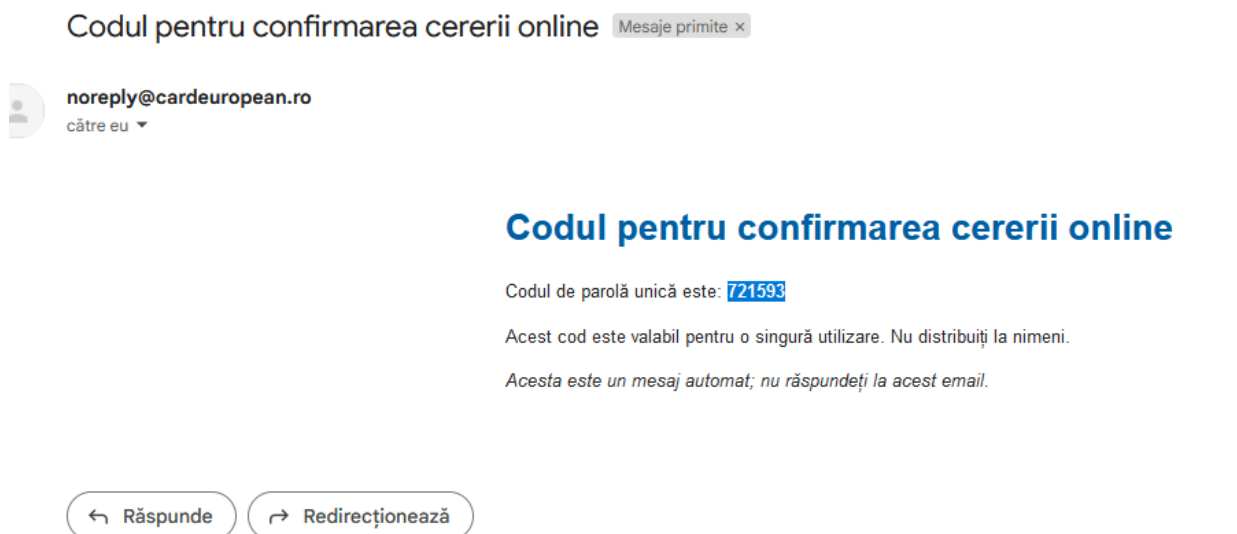 Codul pentru confirmarea cererii online Mesaje primite ×
noreply@cardeuropean.ro
către eu
Codul pentru confirmarea cererii online
Codul de parolă unică este: 721593
Acest cod este valabil pentru o singură utilizare. Nu distribuiți la nimeni.
Acesta este un mesaj automat; nu răspundeți la acest email.
Răspunde Redirecționează